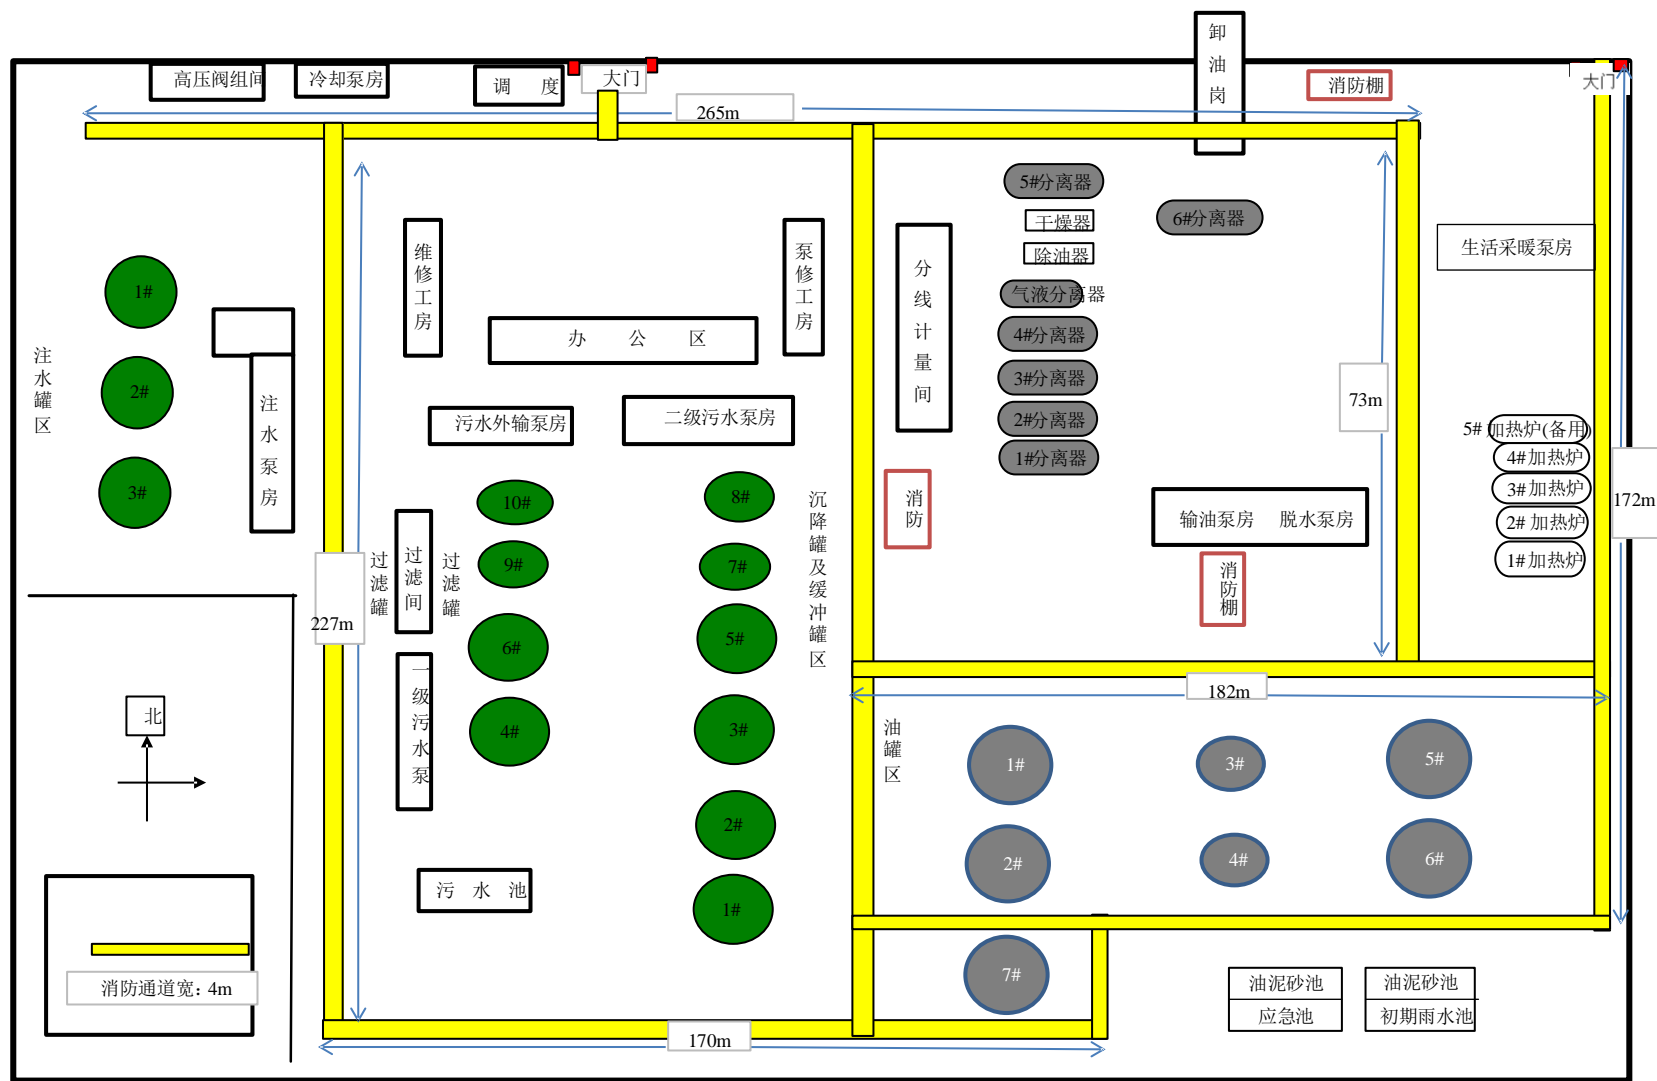 卸油岗
高压阀组间
冷却泵房
调 度
大门
消防棚
大门
265m
5#分离器
6#分离器
干燥器
除油器
气液分离器
4#分离器
3#分离器
2#分离器
1#分离器
维修工房
泵修工房
办 公 区
分线计量间
生活采暖泵房
1#
2#
3#
注水罐区
注水泵房
污水外输泵房
二级污水泵房
73m
5# 加热炉(备用)
4#加热炉
3#加热炉
2# 加热炉
1#加热炉
172m
消防
输油泵房 脱水泵房
消防棚
10#
8#
9#
7#
6#
5#
4#
3#
2#
1#
沉降罐及缓冲罐区
过滤罐
过滤间
过滤罐
227m
一级污水泵
182m
油罐区
1#
3#
5#
2#
4#
6#
7#
北
污 水 池
消防通道宽：4m
170m
油泥砂池
应急池
油泥砂池
初期雨水池